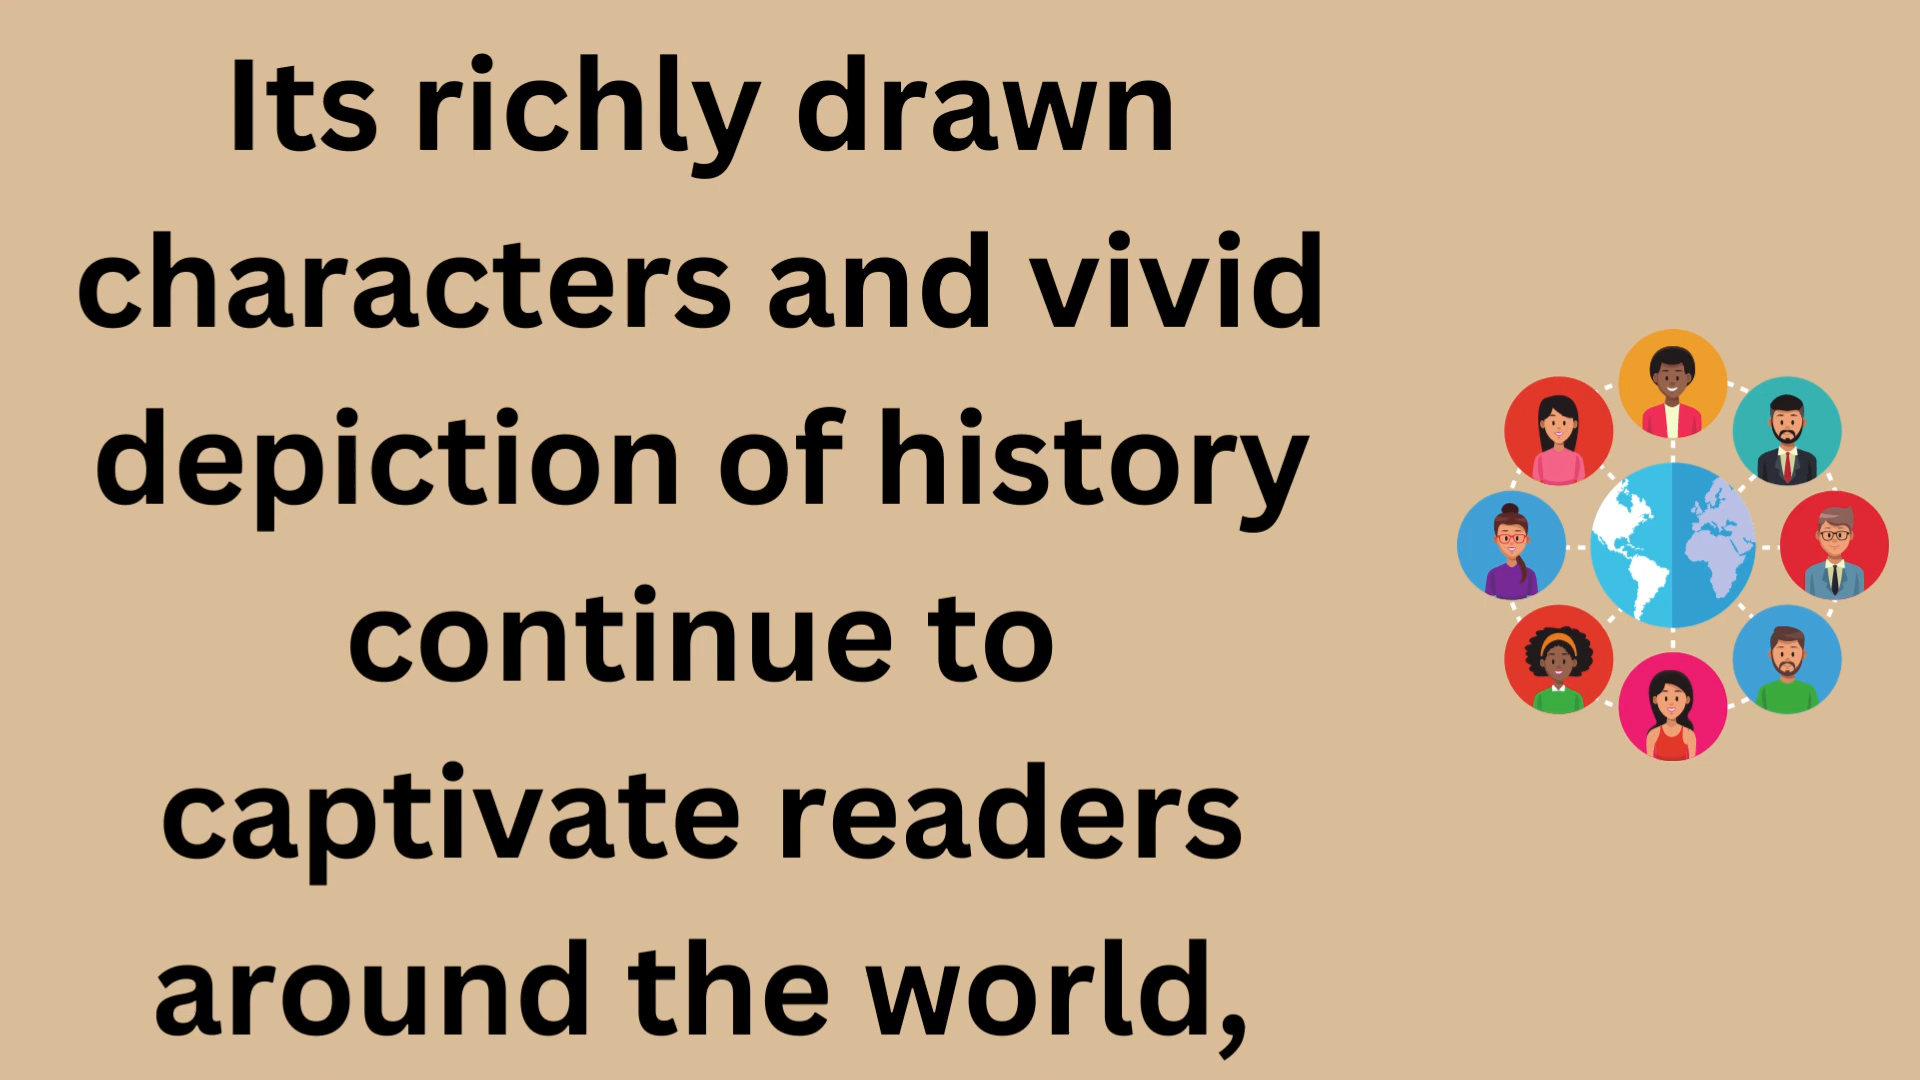 Its richly drawn
characters and vivid
depiction of history
continue to
captivate readers
around the world,